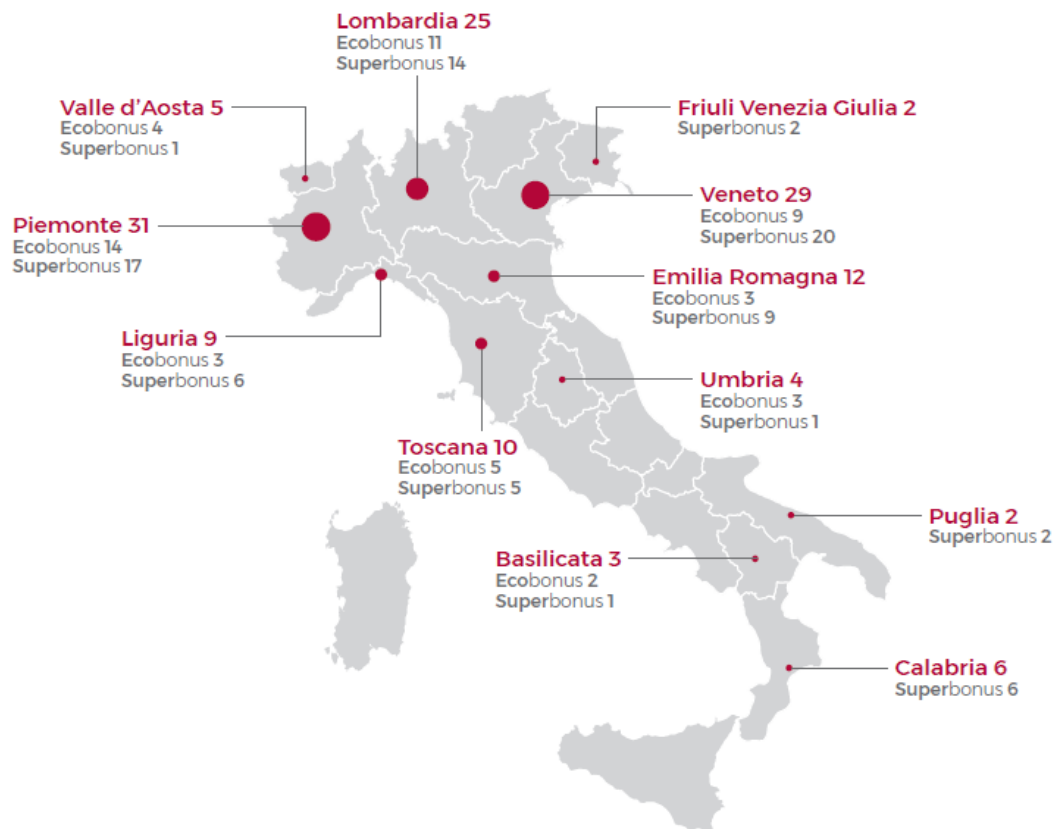 Lombardia 25
Ecobonus 11
Superbonus 14
Valle d'Aosta 5
Ecobonus 4
Superbonus 1
Friuli Venezia Giulia 2
Superbonus 2
Veneto 29
Ecobonus 9
Superbonus 20
Piemonte 31
Ecobonus 14
Superbonus 17
Emilia Romagna 12
Ecobonus 3
Superbonus 9
Liguria 9
Ecobonus 3
Superbonus 6
Umbria 4
Ecobonus 3
Superbonus 1
Toscana 10
Ecobonus 5
Superbonus 5
Puglia 2
Superbonus 2
Basilicata 3
Ecobonus 2
Superbonus 1
Calabria 6
Superbonus 6